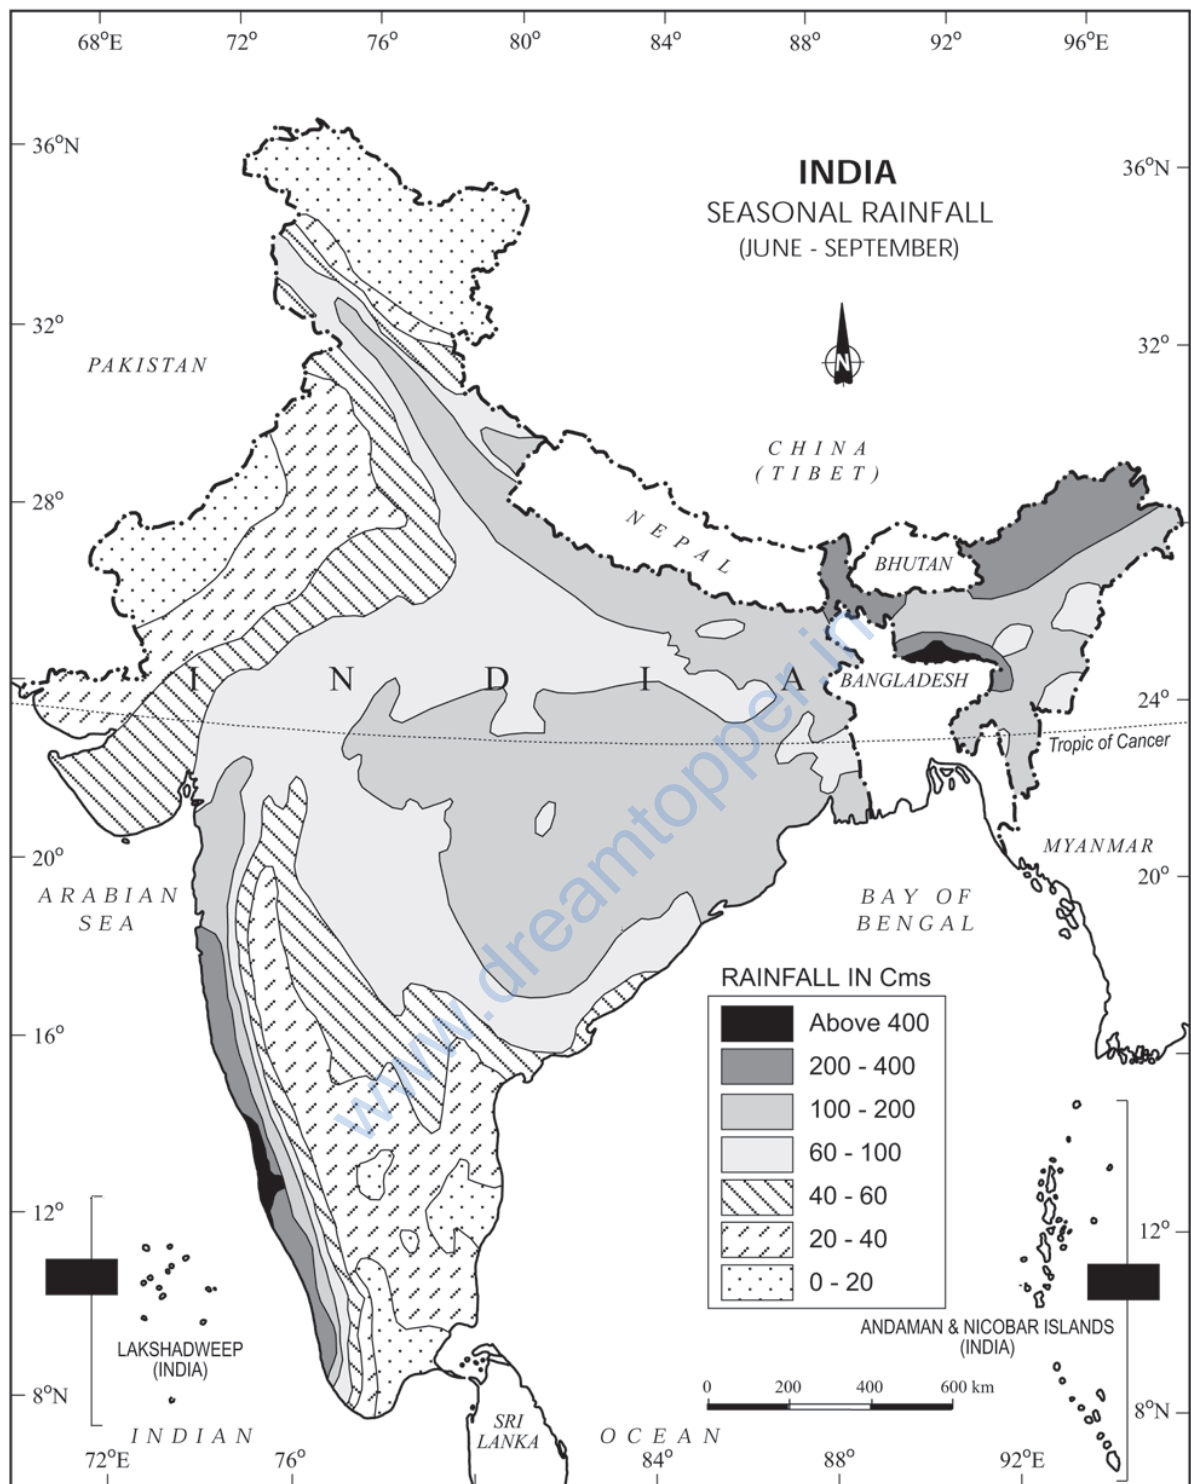 68°E 72° 76° 80° 84° 88° 92° 96°E
36°N
36°N
INDIA
SEASONAL RAINFALL
(JUNE - SEPTEMBER)
N
32°
32°
PAKISTAN
CHINA
(TIBET)
28°
NEPAL
BHUTAN
INDIA
BANGLADESH
24°
Tropic of Cancer
MYANMAR
20°
20°
ARABIAN
SEA
BAY OF
BENGAL
www.dreamtopper.in
RAINFALL IN Cms
Above 400
200 - 400
100 - 200
60 - 100
40 - 60
20 - 40
0 - 20
16°
12°
12°
LAKSHADWEEP
(INDIA)
ANDAMAN & NICOBAR ISLANDS
(INDIA)
0 200 400 600 km
8°N
8°N
SRI
LANKA
INDIAN OCEAN
72°E 76° 84° 88° 92°E